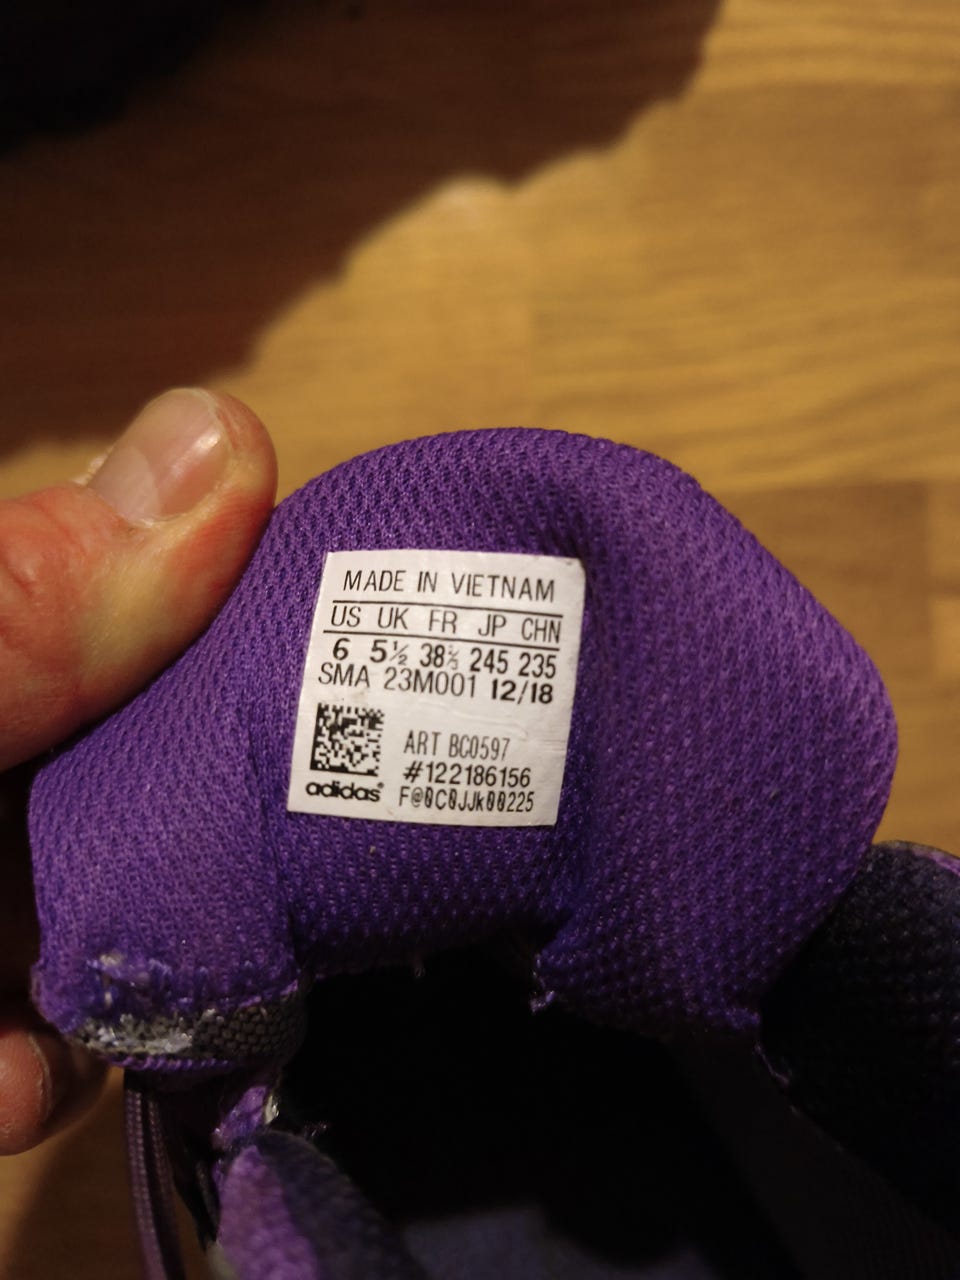 MADE IN VIETNAM
US UK FR JP CHN
6 5½ 38⅔ 245 235
SMA 23M001 12/18
ART BC0597
#122186156
adidas®
F@0C0JJk00225